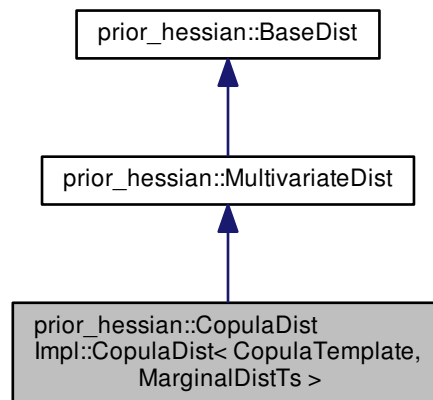 prior_hessian::BaseDist
prior_hessian::MultivariateDist
prior_hessian::CopulaDist
Impl::CopulaDist< CopulaTemplate,
MarginalDistTs >